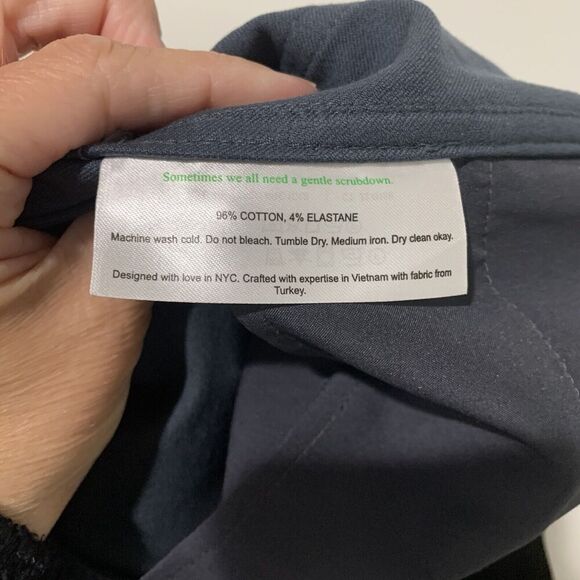 Sometimes we all need a gentle scrubdown.
96% COTTON, 4% ELASTANE
Machine wash cold. Do not bleach. Tumble Dry. Medium iron. Dry clean okay.
Designed with love in NYC. Crafted with expertise in Vietnam with fabric from
Turkey.